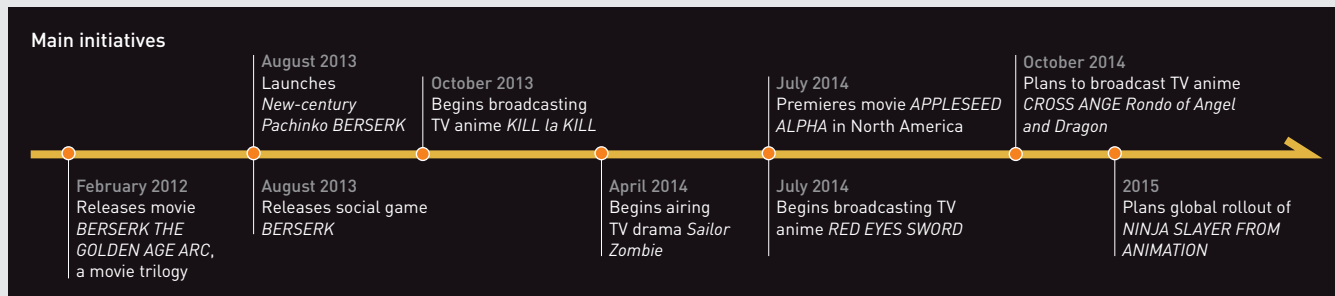 Main initiatives
August 2013
Launches
New-century
Pachinko BERSERK
October 2013
Begins broadcasting
TV anime KILL la KILL
July 2014
Premieres movie APPLESEED
ALPHA in North America
October 2014
Plans to broadcast TV anime
CROSS ANGE Rondo of Angel
and Dragon
February 2012
Releases movie
BERSERK THE
GOLDEN AGE ARC,
a movie trilogy
August 2013
Releases social game
BERSERK
April 2014
Begins airing
TV drama Sailor
Zombie
July 2014
Begins broadcasting TV
anime RED EYES SWORD
2015
Plans global rollout of
NINJA SLAYER FROM
ANIMATION